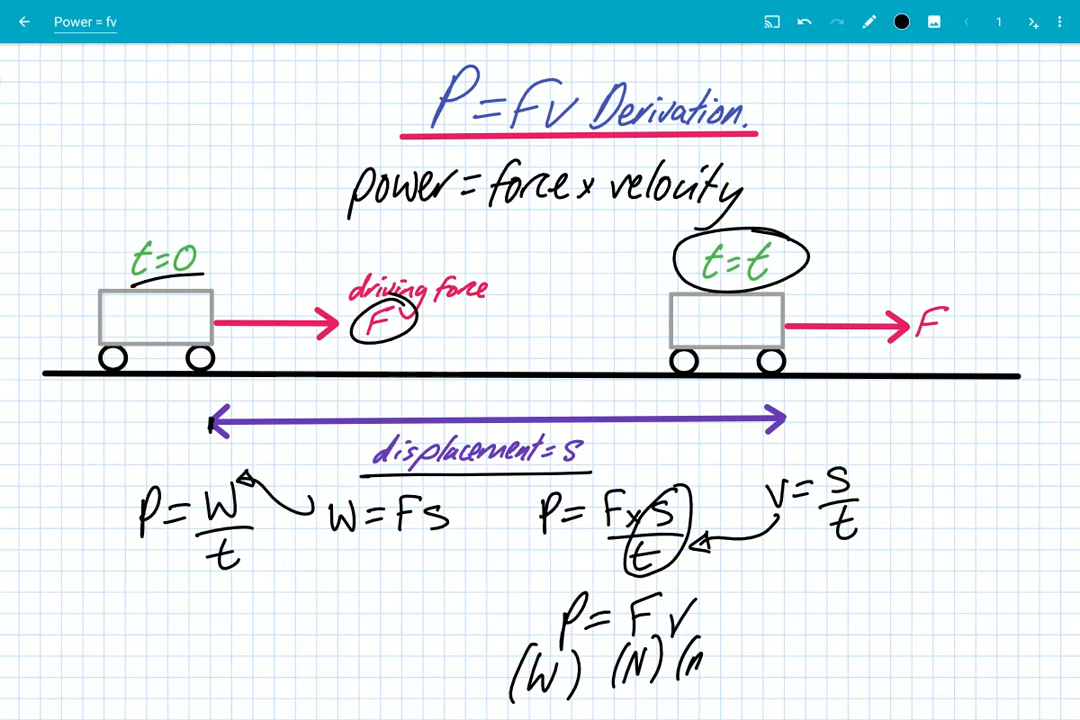 Power = fv
1
P = FV Derivation.
power = force × velocity
t=0
t=t
driving force
F
F
displacement = s
P = W/t
W = Fs
P = F×s/t
v = s/t
P = F V
(W) (N) (m